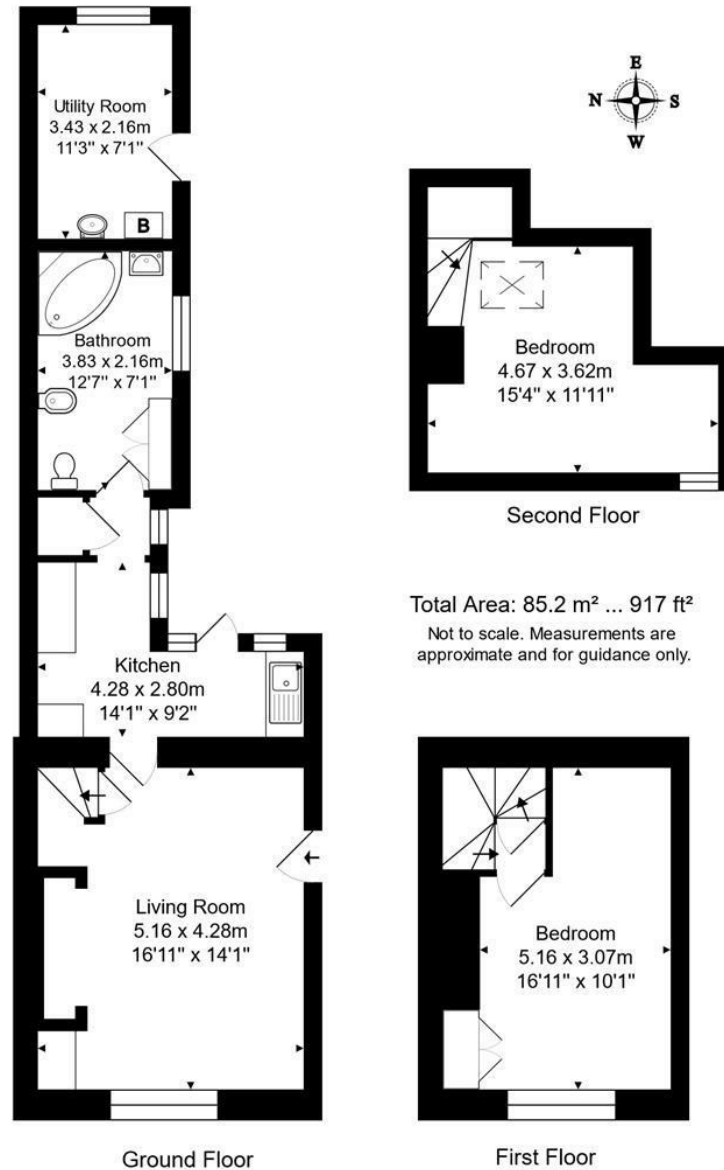 Utility Room
3.43 x 2.16m
11'3" x 7'1"
B
Bathroom
3.83 x 2.16m
12'7" x 7'1"
Kitchen
4.28 x 2.80m
14'1" x 9'2"
Living Room
5.16 x 4.28m
16'11" x 14'1"
Ground Floor
E
N S
W
Bedroom
4.67 x 3.62m
15'4" x 11'11"
Second Floor
Total Area: 85.2 m² ... 917 ft²
Not to scale. Measurements are
approximate and for guidance only.
Bedroom
5.16 x 3.07m
16'11" x 10'1"
First Floor